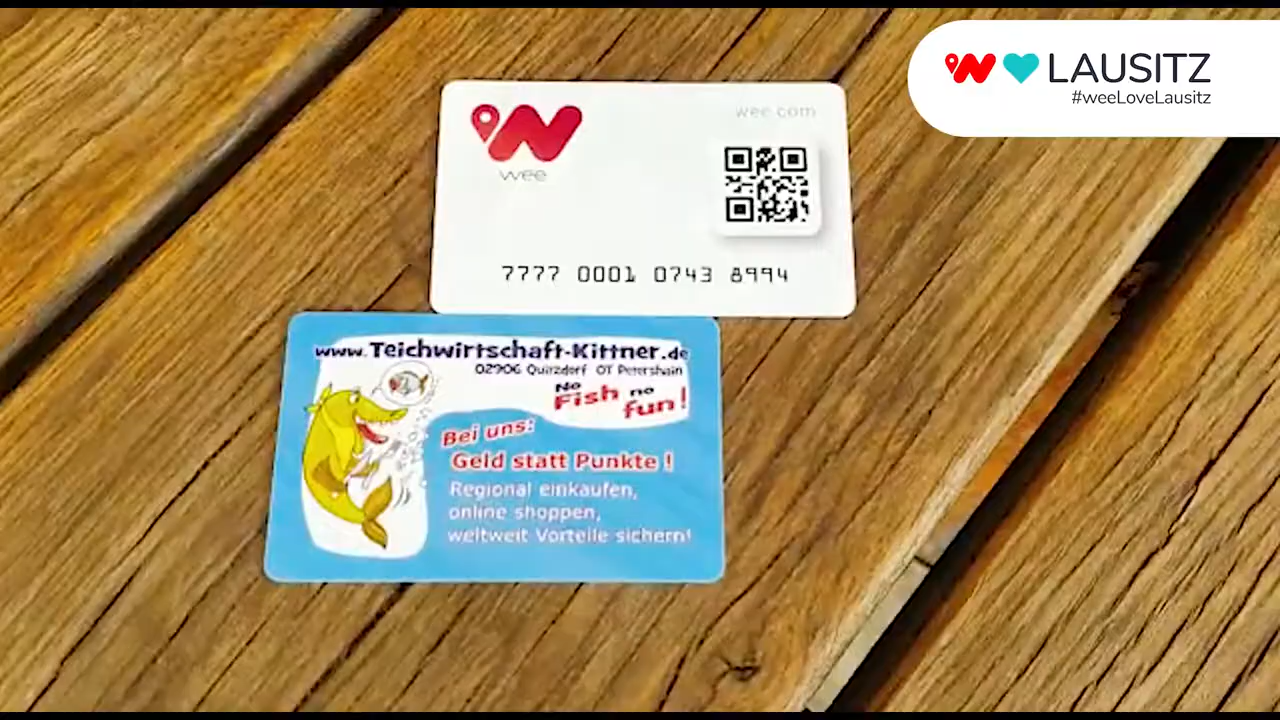 LAUSITZ
#weeLoveLausitz
wee.com
wee
7777 0001 0743 8994
www.Teichwirtschaft-Kittner.de
02906 Quitzdorf OT Petershain
No
Fish no
fun!
Bei uns:
Geld statt Punkte !
Regional einkaufen,
online shoppen,
weltweit Vorteile sichern!